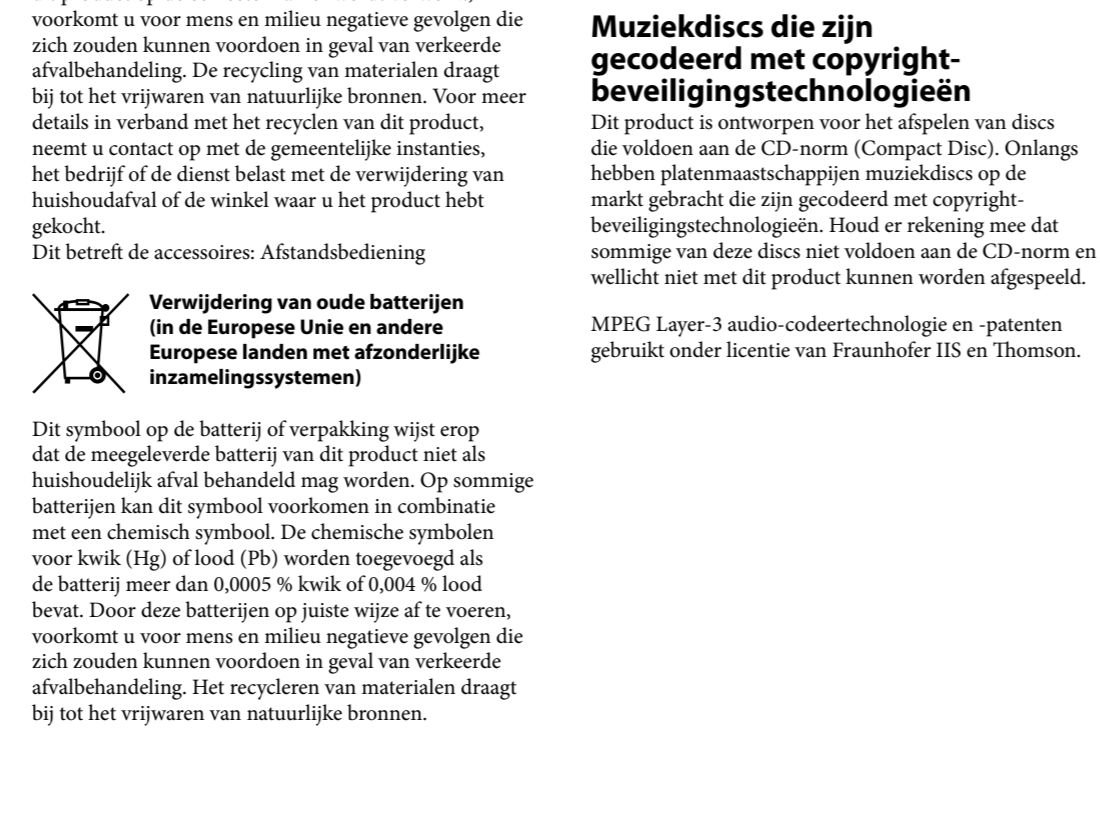 voorkomt u voor mens en milieu negatieve gevolgen die
zich zouden kunnen voordoen in geval van verkeerde
afvalbehandeling. De recycling van materialen draagt
bij tot het vrijwaren van natuurlijke bronnen. Voor meer
details in verband met het recyclen van dit product,
neemt u contact op met de gemeentelijke instanties,
het bedrijf of de dienst belast met de verwijdering van
huishoudafval of de winkel waar u het product hebt
gekocht.
Dit betreft de accessoires: Afstandsbediening
Verwijdering van oude batterijen
(in de Europese Unie en andere
Europese landen met afzonderlijke
inzamelingssystemen)
Dit symbool op de batterij of verpakking wijst erop
dat de meegeleverde batterij van dit product niet als
huishoudelijk afval behandeld mag worden. Op sommige
batterijen kan dit symbool voorkomen in combinatie
met een chemisch symbool. De chemische symbolen
voor kwik (Hg) of lood (Pb) worden toegevoegd als
de batterij meer dan 0,0005 % kwik of 0,004 % lood
bevat. Door deze batterijen op juiste wijze af te voeren,
voorkomt u voor mens en milieu negatieve gevolgen die
zich zouden kunnen voordoen in geval van verkeerde
afvalbehandeling. Het recycleren van materialen draagt
bij tot het vrijwaren van natuurlijke bronnen.
Muziekdiscs die zijn
gecodeerd met copyright-
beveiligingstechnologieën
Dit product is ontworpen voor het afspelen van discs
die voldoen aan de CD-norm (Compact Disc). Onlangs
hebben platenmaastschappijen muziekdiscs op de
markt gebracht die zijn gecodeerd met copyright-
beveiligingstechnologieën. Houd er rekening mee dat
sommige van deze discs niet voldoen aan de CD-norm en
wellicht niet met dit product kunnen worden afgespeeld.
MPEG Layer-3 audio-codeertechnologie en -patenten
gebruikt onder licentie van Fraunhofer IIS en Thomson.